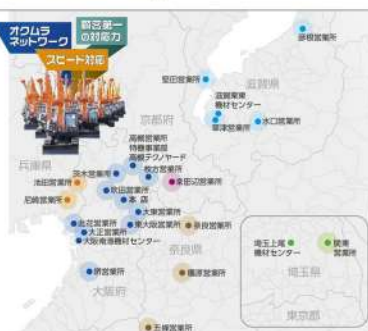 オクムラ
ネットワーク
営業第一
の対応力
スピード対応
彦根営業所
堅田営業所
滋賀県
滋賀栗東
機材センター
草津営業所
水口営業所
京都府
高槻営業所
特機事業部
高槻テクノヤード
枚方営業所
兵庫県
茨木営業所
池田営業所
京田辺営業所
吹田営業所
本 店
尼崎営業所
大東営業所
此花営業所
東大阪営業所
奈良営業所
大正営業所
大阪南港機材センター
奈良県
堺営業所
橿原営業所
大阪府
五條営業所
埼玉上尾
機材センター
関東
営業所
埼玉県
東京都